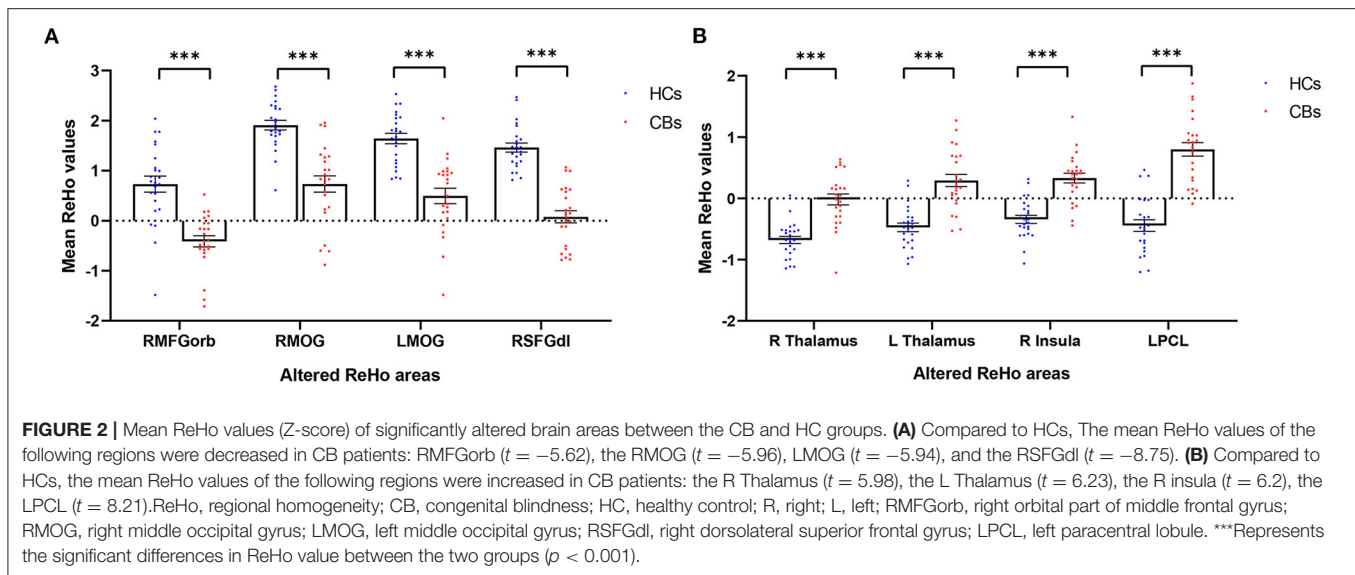 A
*** *** *** ***
3
2
1
0
-1
-2
Mean ReHo values
HCs
CBs
RMFGorb RMOG LMOG RSFGdl
Altered ReHo areas
B
*** *** *** ***
2
1
0
-1
-2
Mean ReHo values
HCs
CBs
R Thalamus L Thalamus R Insula LPCL
Altered ReHo areas
FIGURE 2 | Mean ReHo values (Z-score) of significantly altered brain areas between the CB and HC groups. (A) Compared to HCs, The mean ReHo values of the
following regions were decreased in CB patients: RMFGorb (t = −5.62), the RMOG (t = −5.96), LMOG (t = −5.94), and the RSFGdl (t = −8.75). (B) Compared to
HCs, the mean ReHo values of the following regions were increased in CB patients: the R Thalamus (t = 5.98), the L Thalamus (t = 6.23), the R insula (t = 6.2), the
LPCL (t = 8.21).ReHo, regional homogeneity; CB, congenital blindness; HC, healthy control; R, right; L, left; RMFGorb, right orbital part of middle frontal gyrus;
RMOG, right middle occipital gyrus; LMOG, left middle occipital gyrus; RSFGdl, right dorsolateral superior frontal gyrus; LPCL, left paracentral lobule. ***Represents
the significant differences in ReHo value between the two groups (p < 0.001).